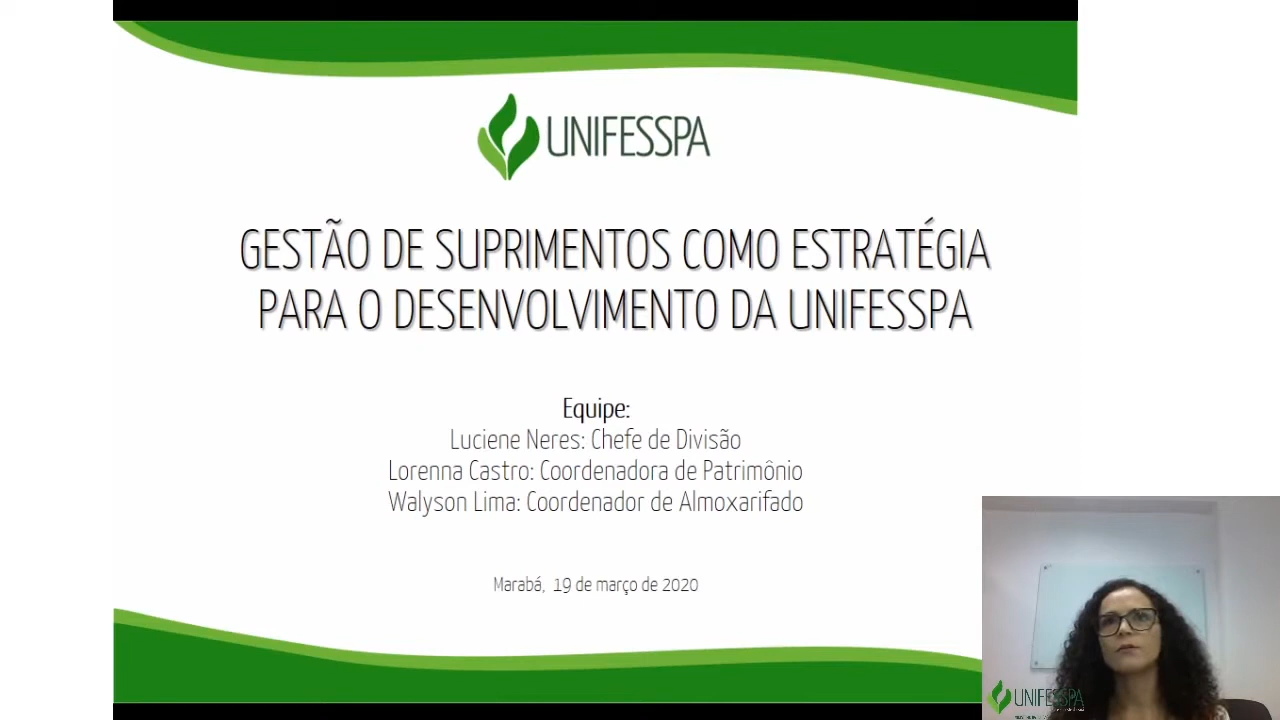 UNIFESSPA
GESTÃO DE SUPRIMENTOS COMO ESTRATÉGIA
PARA O DESENVOLVIMENTO DA UNIFESSPA
Equipe:
Luciene Neres: Chefe de Divisão
Lorenna Castro: Coordenadora de Patrimônio
Walyson Lima: Coordenador de Almoxarifado
Marabá, 19 de março de 2020
UNIFESSPA